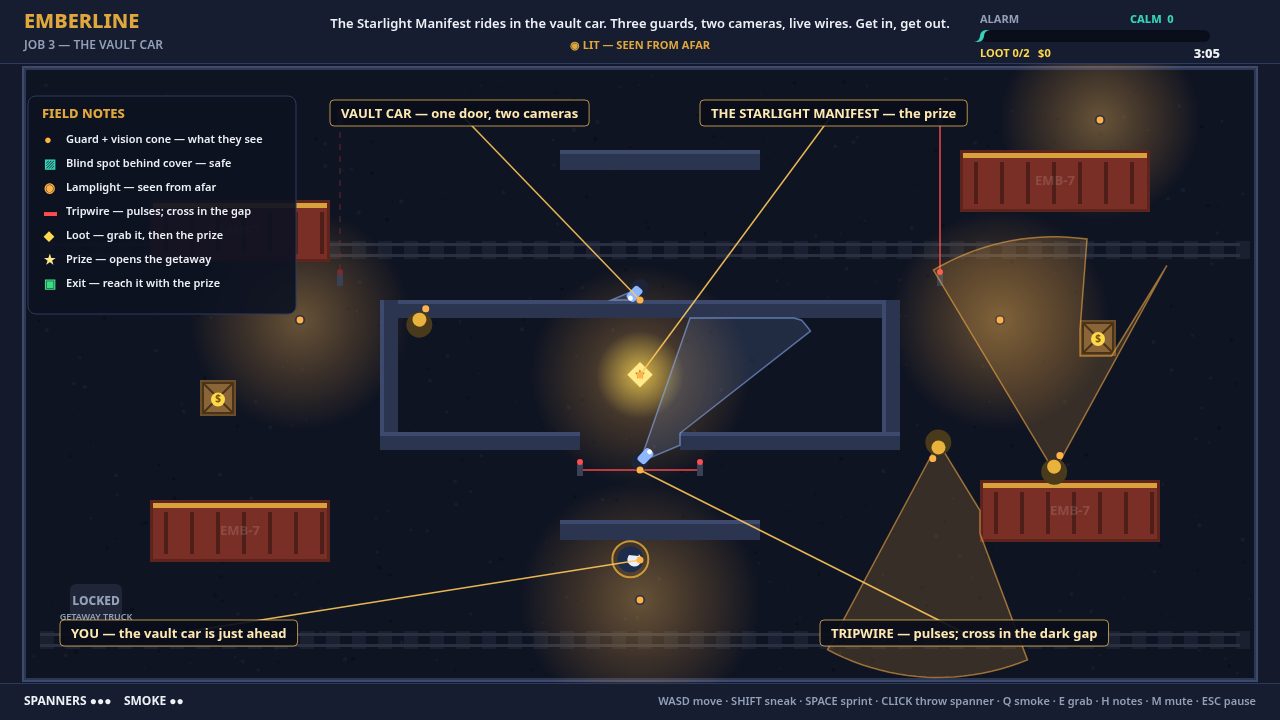 EMBERLINE
JOB 3 — THE VAULT CAR
The Starlight Manifest rides in the vault car. Three guards, two cameras, live wires. Get in, get out.
◉ LIT — SEEN FROM AFAR
ALARM
CALM 0
LOOT 0/2 $0
3:05
FIELD NOTES
Guard + vision cone — what they see
Blind spot behind cover — safe
Lamplight — seen from afar
Tripwire — pulses; cross in the gap
Loot — grab it, then the prize
Prize — opens the getaway
Exit — reach it with the prize
VAULT CAR — one door, two cameras
THE STARLIGHT MANIFEST — the prize
EMB-7
$
$
EMB-7
EMB-7
LOCKED
GETAWAY TRUCK
YOU — the vault car is just ahead
TRIPWIRE — pulses; cross in the dark gap
SPANNERS ●●● SMOKE ●●
WASD move · SHIFT sneak · SPACE sprint · CLICK throw spanner · Q smoke · E grab · H notes · M mute · ESC pause